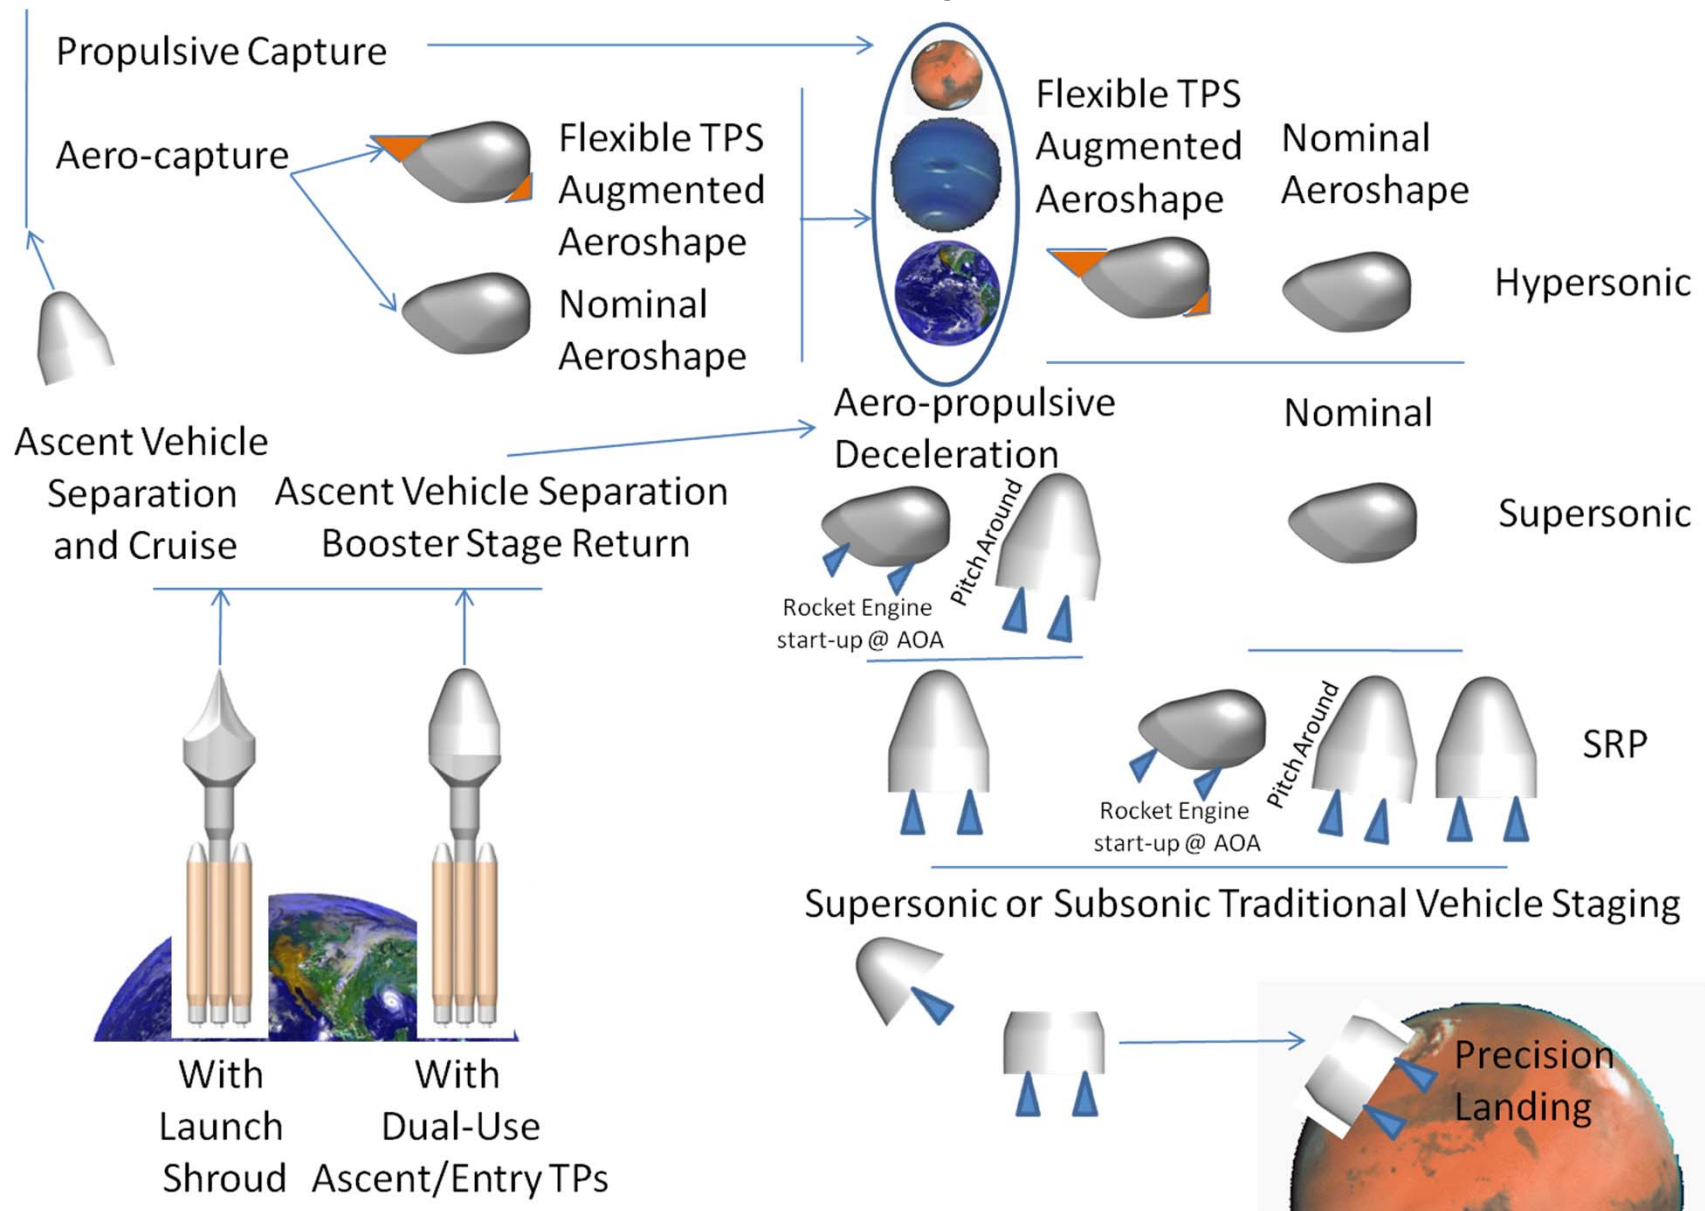 Propulsive Capture
Aero-capture
Flexible TPS
Augmented
Aeroshape
Nominal
Aeroshape
Flexible TPS
Augmented
Aeroshape
Nominal
Aeroshape
Hypersonic
Ascent Vehicle
Separation
and Cruise
Ascent Vehicle Separation
Booster Stage Return
Aero-propulsive
Deceleration
Nominal
Supersonic
Pitch Around
Rocket Engine
start-up @ AOA
Pitch Around
SRP
Rocket Engine
start-up @ AOA
Supersonic or Subsonic Traditional Vehicle Staging
With
Launch
Shroud
With
Dual-Use
Ascent/Entry TPs
Precision
Landing